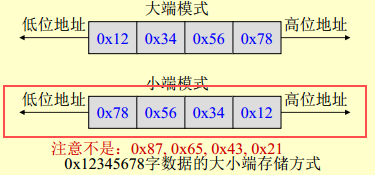 大端模式
低位地址 0x12 0x34 0x56 0x78 高位地址
小端模式
低位地址 0x78 0x56 0x34 0x12 高位地址
注意不是：0x87, 0x65, 0x43, 0x21
0x12345678字数据的大小端存储方式